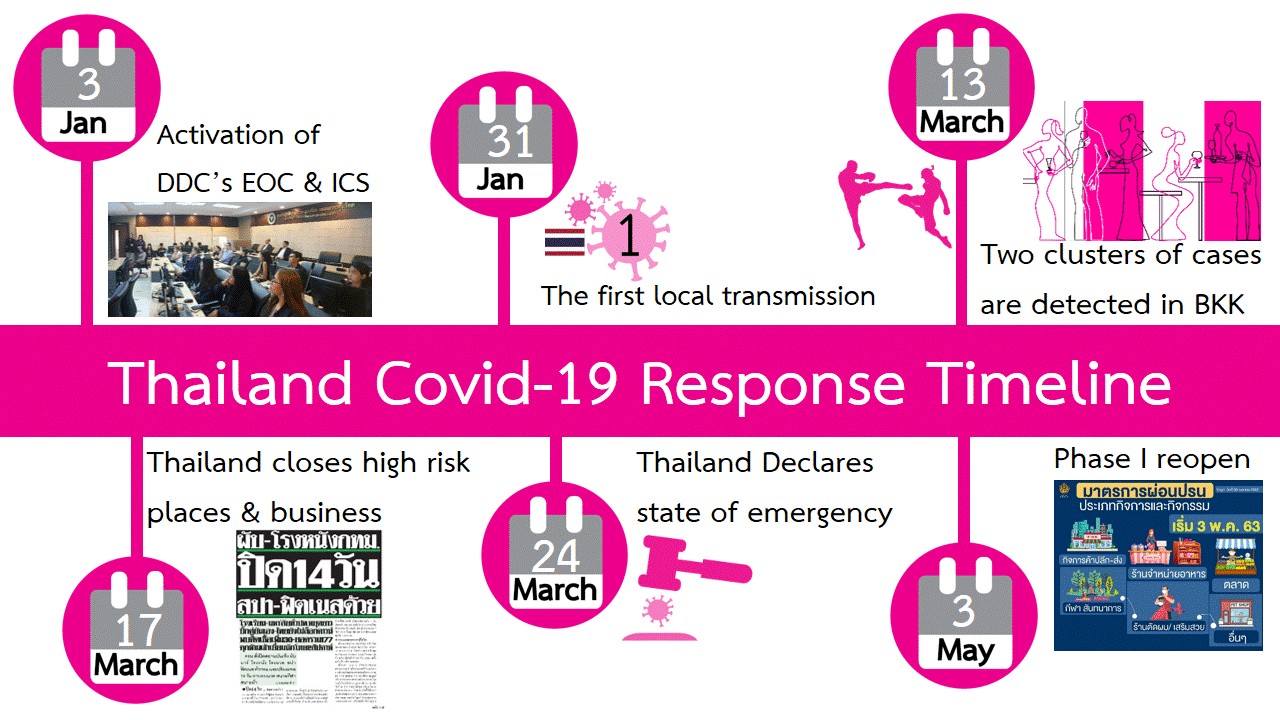 3
Jan
Activation of
DDC’s EOC & ICS
31
Jan
1
The first local transmission
13
March
Two clusters of cases
are detected in BKK
Thailand Covid-19 Response Timeline
Thailand closes high risk
places & business
ผับ-โรงหนังกทม.
ปิด14วัน
สปา-ฟิตเนสด้วย
17
March
24
March
Thailand Declares
state of emergency
3
May
Phase I reopen
มาตรการผ่อนปรน
ประเภทกิจการและกิจกรรม
เริ่ม 3 พ.ค. 63
กิจการค้าปลีก-ส่ง
ร้านจำหน่ายอาหาร
ตลาด
กีฬา สันทนาการ
ร้านตัดผม/ เสริมสวย
PET SHOP
อื่นๆ